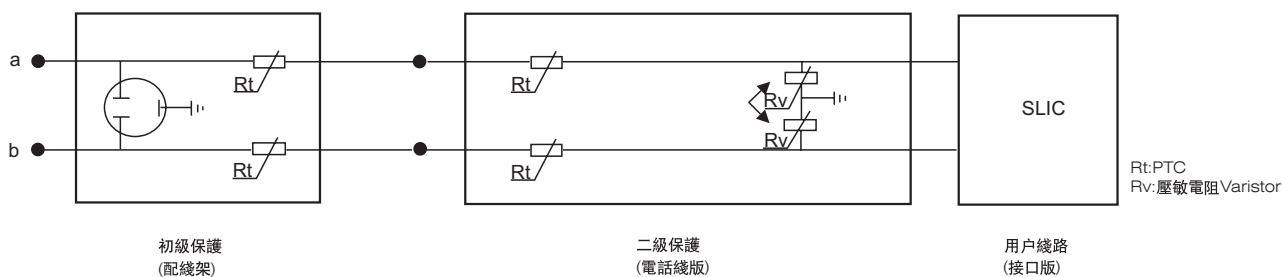 a
b
Rt
Rt
Rt
Rt
Rv
Rv
SLIC
Rt:PTC
Rv:壓敏電阻Varistor
初級保護
(配綫架)
二級保護
(電話綫版)
用户綫路
(接口版)